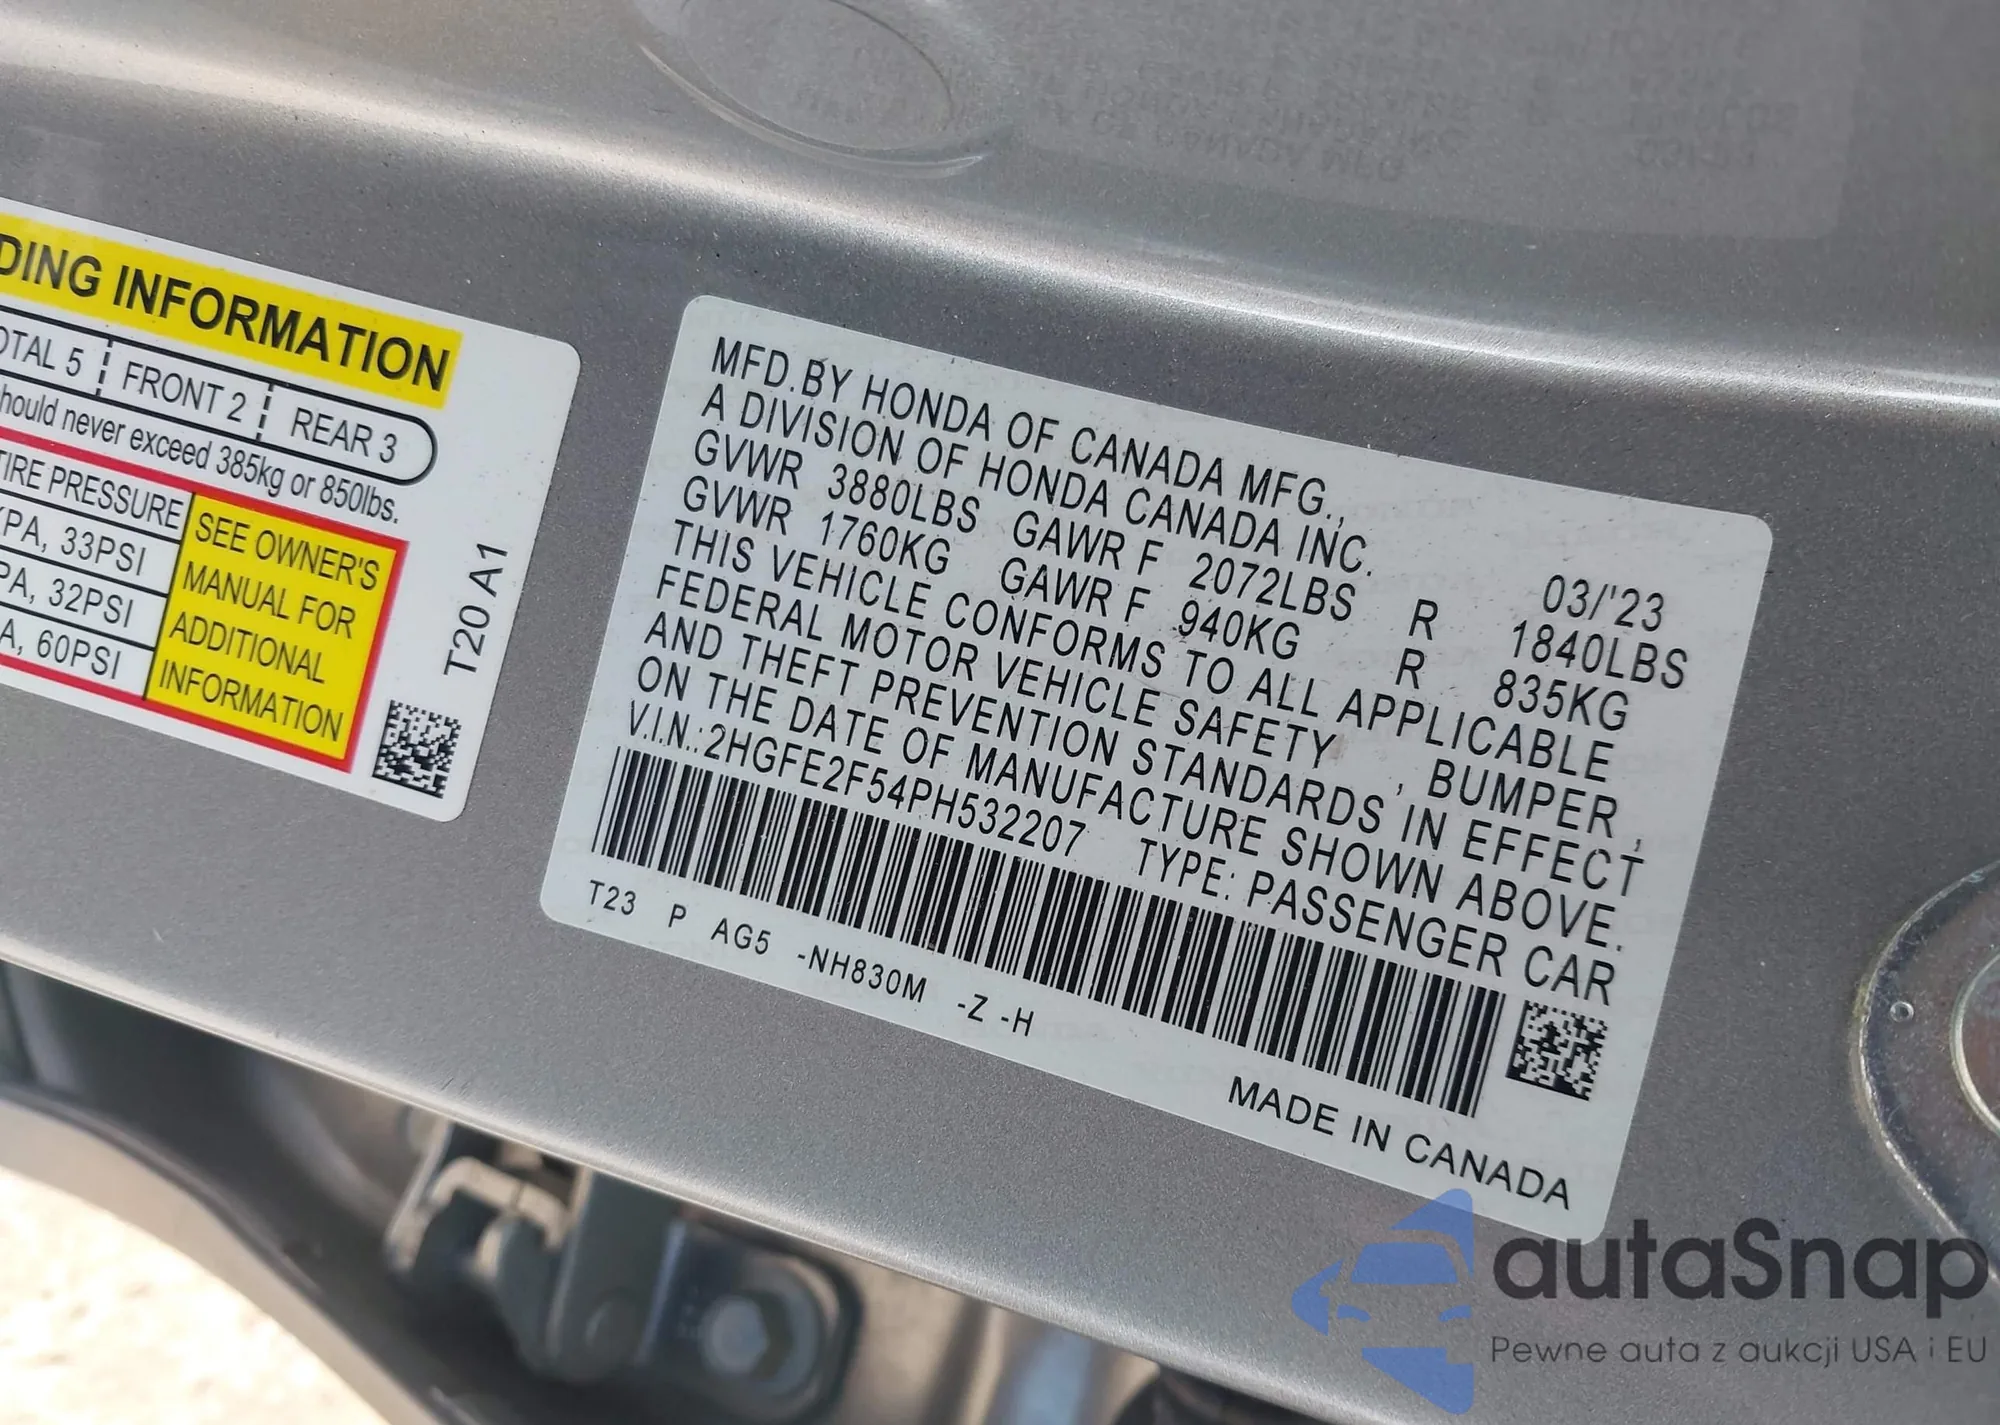 DING INFORMATION
OTAL 5 FRONT 2 REAR 3
hould never exceed 385kg or 850lbs.
TIRE PRESSURE
KPA, 33PSI
PA, 32PSI
A, 60PSI
SEE OWNER'S
MANUAL FOR
ADDITIONAL
INFORMATION
T20 A1
MFD.BY HONDA OF CANADA MFG.,
A DIVISION OF HONDA CANADA INC. 03/'23
GVWR 3880LBS GAWR F 2072LBS R 1840LBS
GVWR 1760KG GAWR F 940KG R 835KG
THIS VEHICLE CONFORMS TO ALL APPLICABLE
FEDERAL MOTOR VEHICLE SAFETY , BUMPER ,
AND THEFT PREVENTION STANDARDS IN EFFECT
ON THE DATE OF MANUFACTURE SHOWN ABOVE.
V.I.N.:2HGFE2F54PH532207 TYPE: PASSENGER CAR
T23 P AG5 -NH830M -Z -H
MADE IN CANADA
autaSnap
Pewne auta z aukcji USA i EU